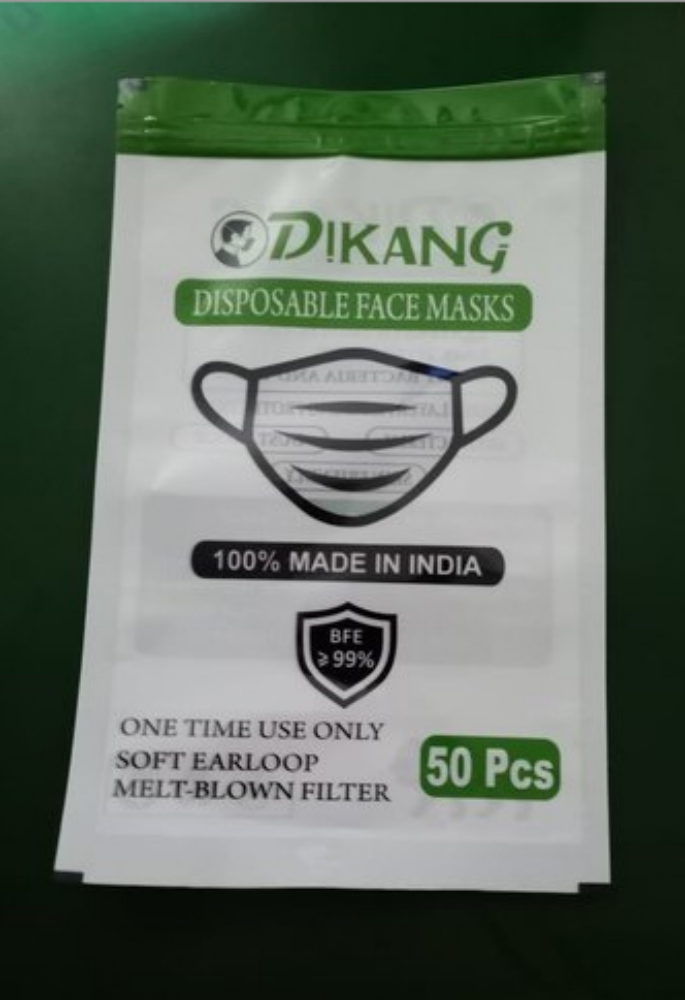 DIKANG
DISPOSABLE FACE MASKS
100% MADE IN INDIA
BFE
≥99%
ONE TIME USE ONLY
SOFT EARLOOP
MELT-BLOWN FILTER
50 Pcs